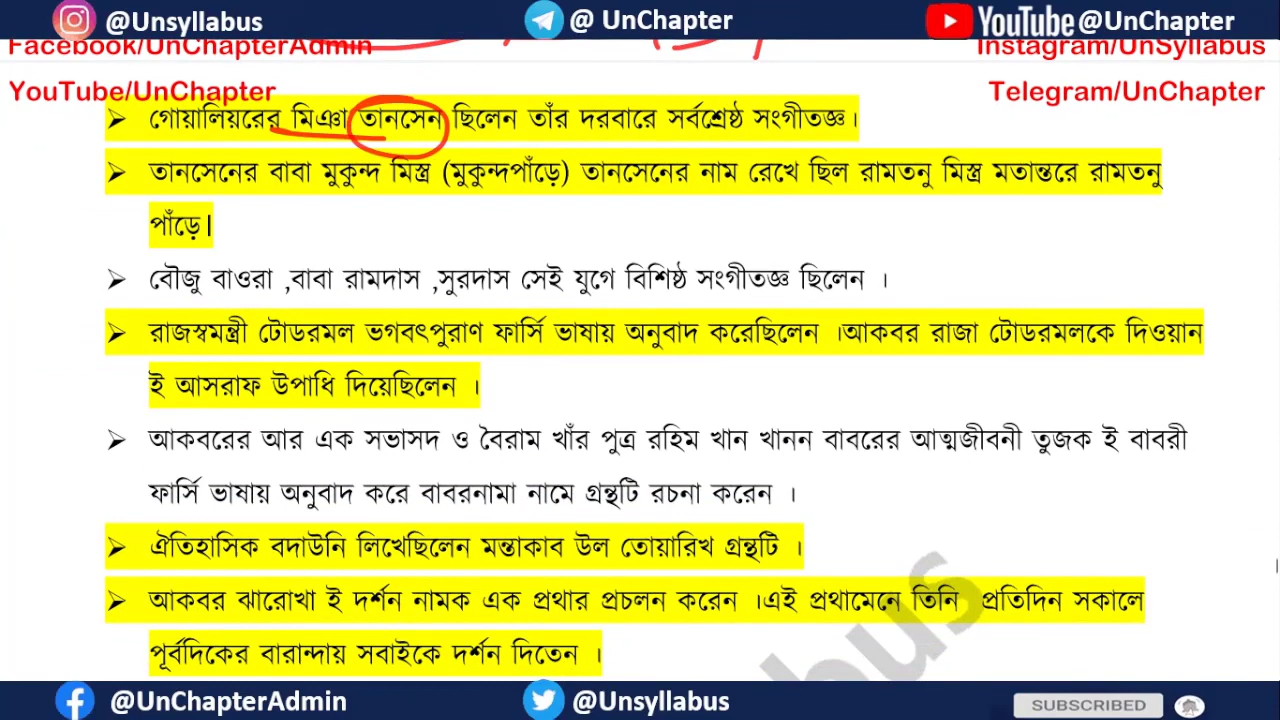 @Unsyllabus @ UnChapter YouTube @UnChapter
Facebook/UnChapterAdmin Instagram/UnSyllabus
YouTube/UnChapter Telegram/UnChapter
➢ গোয়ালিয়রের মিঞা তানসেন ছিলেন তাঁর দরবারে সর্বশ্রেষ্ঠ সংগীতজ্ঞ।
➢ তানসেনের বাবা মুকুন্দ মিস্ত্র (মুকুন্দপাঁড়ে) তানসেনের নাম রেখে ছিল রামতনু মিস্ত্র মতান্তরে রামতনু
পাঁড়ে।
➢ বৌজু বাওরা ,বাবা রামদাস ,সুরদাস সেই যুগে বিশিষ্ঠ সংগীতজ্ঞ ছিলেন ।
➢ রাজস্বমন্ত্রী টোডরমল ভগবৎপুরাণ ফার্সি ভাষায় অনুবাদ করেছিলেন ।আকবর রাজা টোডরমলকে দিওয়ান
ই আসরাফ উপাধি দিয়েছিলেন ।
➢ আকবরের আর এক সভাসদ ও বৈরাম খাঁর পুত্র রহিম খান খানন বাবরের আত্মজীবনী তুজক ই বাবরী
ফার্সি ভাষায় অনুবাদ করে বাবরনামা নামে গ্রন্থটি রচনা করেন ।
➢ ঐতিহাসিক বদাউনি লিখেছিলেন মন্তাকাব উল তোয়ারিখ গ্রন্থটি ।
➢ আকবর ঝারোখা ই দর্শন নামক এক প্রথার প্রচলন করেন ।এই প্রথামেনে তিনি প্রতিদিন সকালে
পূর্বদিকের বারান্দায় সবাইকে দর্শন দিতেন ।
@UnChapterAdmin @Unsyllabus SUBSCRIBED